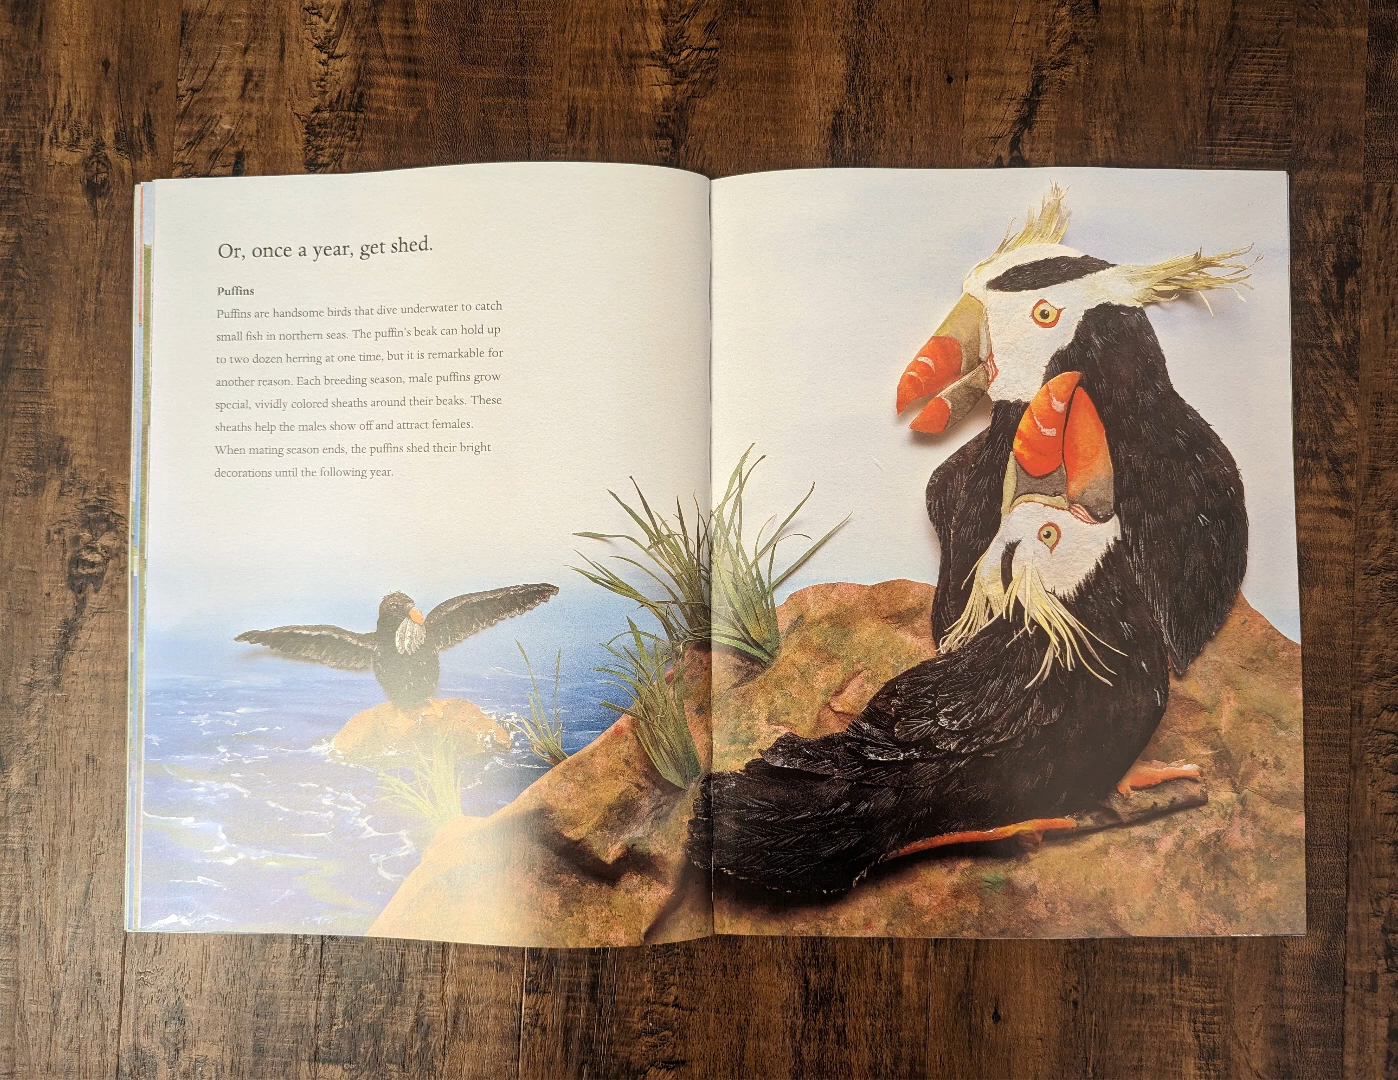 Or, once a year, get shed.
Puffins
Puffins are handsome birds that dive underwater to catch
small fish in northern seas. The puffin's beak can hold up
to two dozen herring at one time, but it is remarkable for
another reason. Each breeding season, male puffins grow
special, vividly colored sheaths around their beaks. These
sheaths help the males show off and attract females.
When mating season ends, the puffins shed their bright
decorations until the following year.